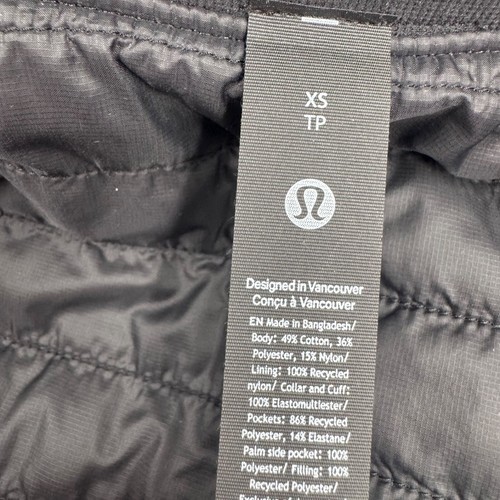 XS
TP
Designed in Vancouver
Conçu à Vancouver
EN Made in Bangladesh/
Body: 49% Cotton, 36%
Polyester, 15% Nylon/
Lining: 100% Recycled
nylon/ Collar and Cuff:
100% Elastomultiester/
Pockets: 86% Recycled
Polyester, 14% Elastane/
Palm side pocket: 100%
Polyester/ Filling: 100%
Recycled Polyester/